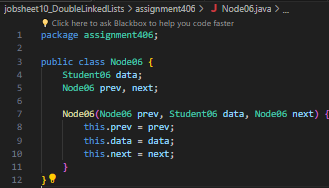 jobsheet10_DoubleLinkedLists > assignment406 > J Node06.java > ...
Click here to ask Blackbox to help you code faster
1 package assignment406;
2
3 public class Node06 {
4 Student06 data;
5 Node06 prev, next;
6
7 Node06(Node06 prev, Student06 data, Node06 next) {
8 this.prev = prev;
9 this.data = data;
10 this.next = next;
11 }
12 }